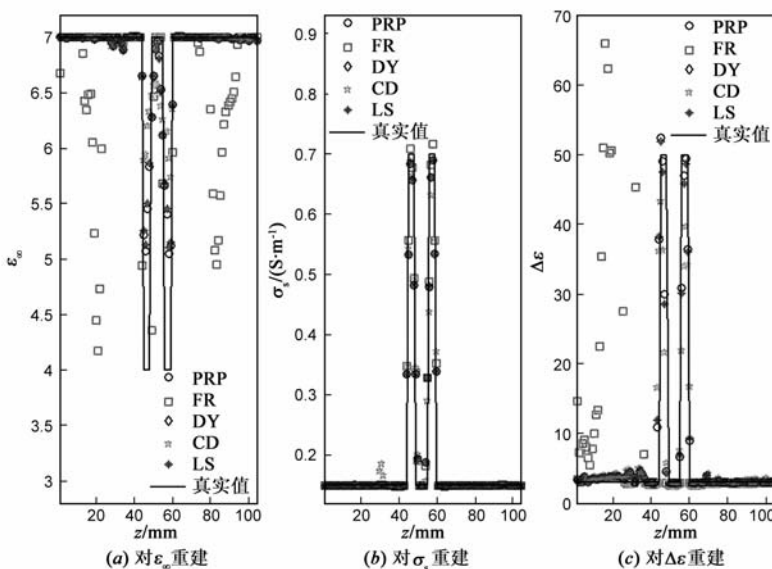 7
6.5
6
5.5
5
4.5
4
3.5
3
ε∞
PRP
FR
DY
CD
LS
真实值
20 40 60 80 100
z/mm
(a) 对ε∞重建
0.9
0.8
0.7
0.6
0.5
0.4
0.3
0.2
σs/(S·m⁻¹)
PRP
FR
DY
CD
LS
真实值
20 40 60 80 100
z/mm
(b) 对σs重建
70
60
50
40
30
20
10
0
Δε
PRP
FR
DY
CD
LS
真实值
20 40 60 80 100
z/mm
(c) 对Δε重建